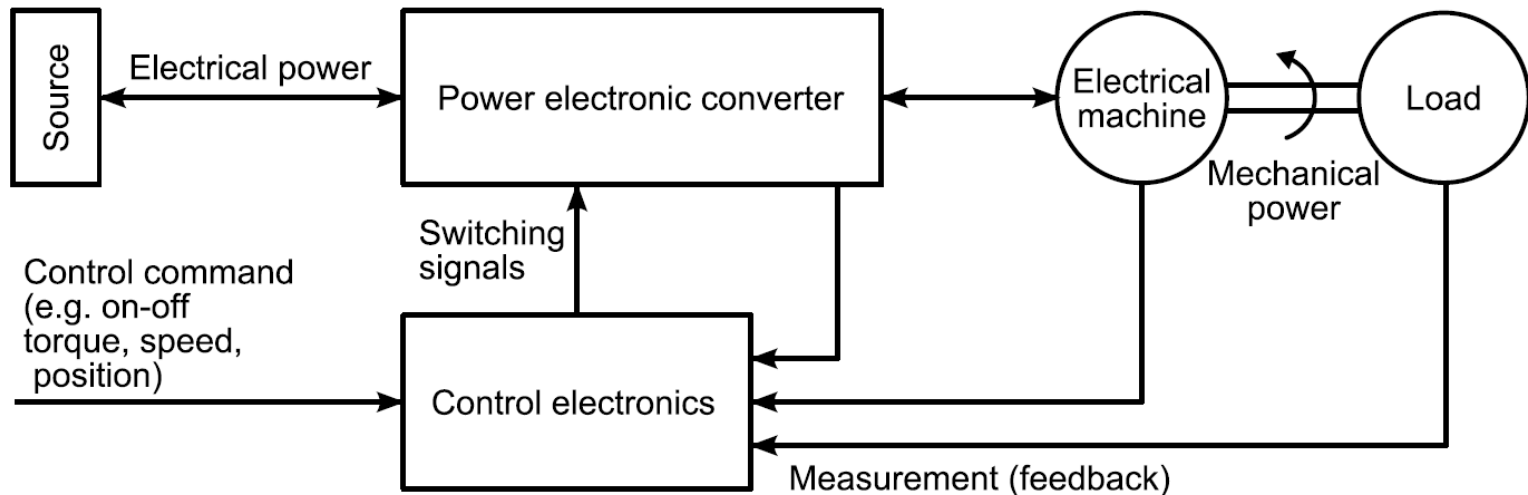 Source
Electrical power
Power electronic converter
Electrical
machine
Load
Mechanical
power
Switching
signals
Control command
(e.g. on-off
torque, speed,
position)
Control electronics
Measurement (feedback)